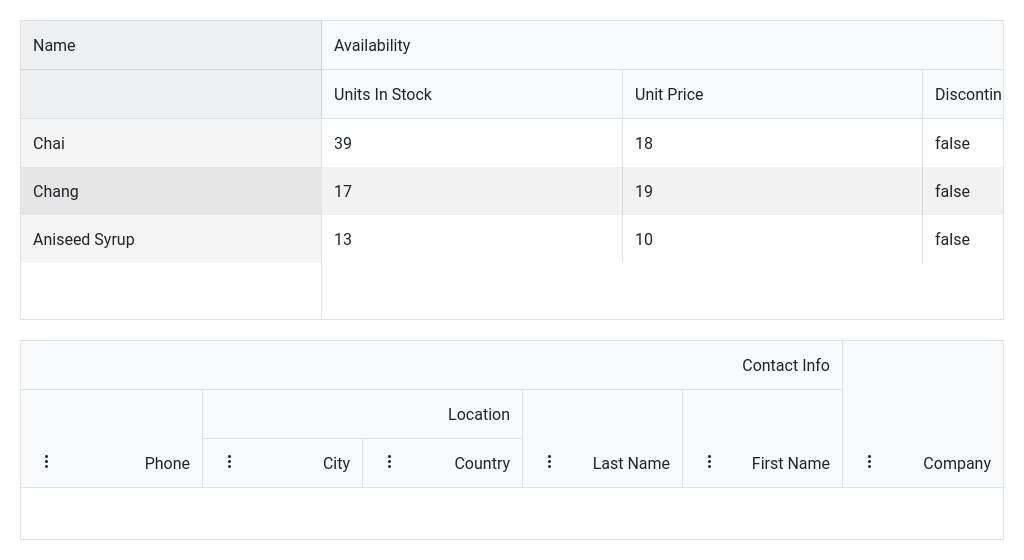 Name Availability
Units In Stock Unit Price Discontin
Chai 39 18 false
Chang 17 19 false
Aniseed Syrup 13 10 false
Contact Info
Location
Phone City Country Last Name First Name Company